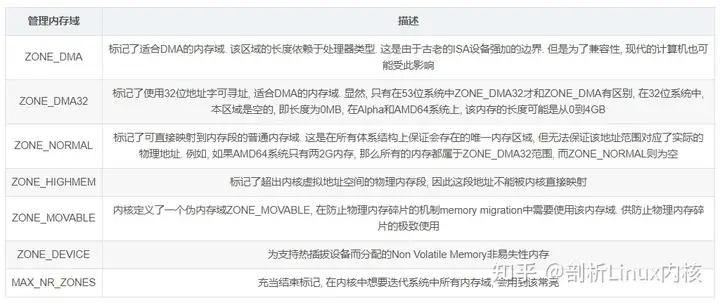 管理内存域 描述
ZONE_DMA 标记了适合DMA的内存域. 该区域的长度依赖于处理器类型. 这是由于古老的ISA设备强加的边界. 但是为了兼容性, 现代的计算机也可
能受此影响
ZONE_DMA32 标记了使用32位地址字可寻址, 适合DMA的内存域. 显然, 只有在53位系统中ZONE_DMA32才和ZONE_DMA有区别, 在32位系统中,
本区域是空的, 即长度为0MB, 在Alpha和AMD64系统上, 该内存的长度可能是从0到4GB
ZONE_NORMAL 标记了可直接映射到内存段的普通内存域. 这是在所有体系结构上保证会存在的唯一内存区域, 但无法保证该地址范围对应了实际的
物理地址. 例如, 如果AMD64系统只有两2G内存, 那么所有的内存都属于ZONE_DMA32范围, 而ZONE_NORMAL则为空
ZONE_HIGHMEM 标记了超出内核虚拟地址空间的物理内存段, 因此这段地址不能被内核直接映射
ZONE_MOVABLE 内核定义了一个伪内存域ZONE_MOVABLE, 在防止物理内存碎片的机制memory migration中需要使用该内存域. 供防止物理内存碎
片的极致使用
ZONE_DEVICE 为支持热插拔设备而分配的Non Volatile Memory非易失性内存
MAX_NR_ZONES 充当结束标记, 在内核中想要迭代系统中所有内存域, 会用到该常亮
知乎 @剖析Linux内核